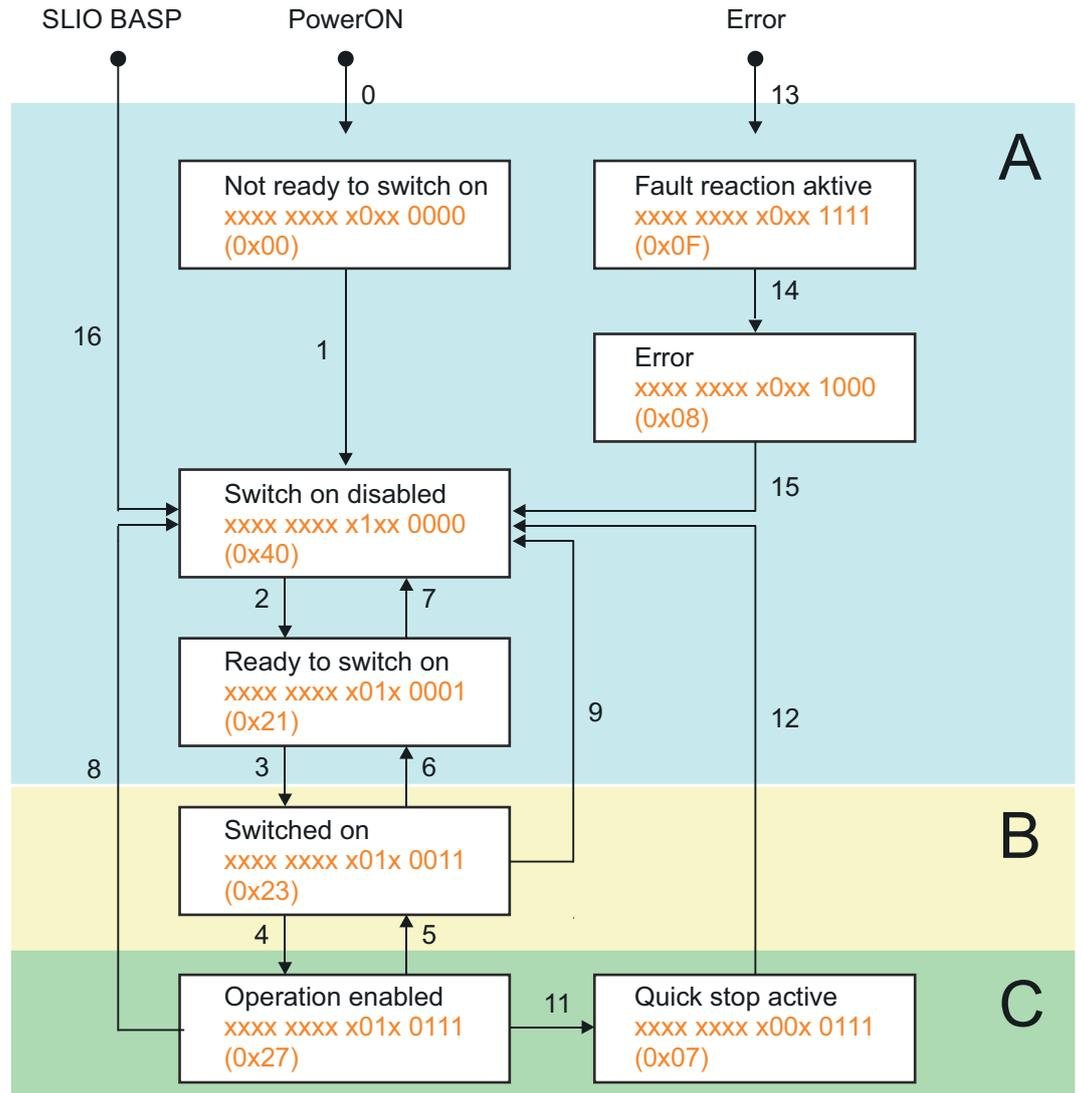 SLIO BASP
PowerON
Error
0
13
A
Not ready to switch on
xxxx xxxx x0xx 0000
(0x00)
Fault reaction aktive
xxxx xxxx x0xx 1111
(0x0F)
14
16
1
Error
xxxx xxxx x0xx 1000
(0x08)
15
Switch on disabled
xxxx xxxx x1xx 0000
(0x40)
2
7
Ready to switch on
xxxx xxxx x01x 0001
(0x21)
9
12
8
3
6
B
Switched on
xxxx xxxx x01x 0011
(0x23)
4
5
C
Operation enabled
xxxx xxxx x01x 0111
(0x27)
11
Quick stop active
xxxx xxxx x00x 0111
(0x07)